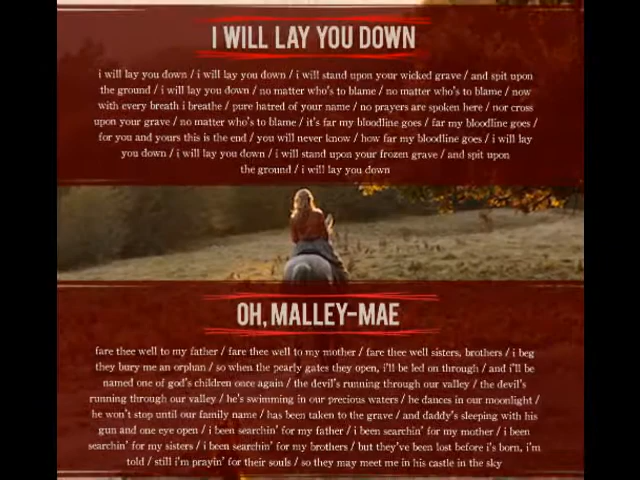 I WILL LAY YOU DOWN
i will lay you down / i will lay you down / i will stand upon your wicked grave / and spit upon
the ground / i will lay you down / no matter who's to blame / no matter who's to blame / now
with every breath i breathe / pure hatred of your name / no prayers are spoken here / nor cross
upon your grave / no matter who's to blame / it's far my bloodline goes / far my bloodline goes /
for you and yours this is the end / you will never know / how far my bloodline goes / i will lay
you down / i will lay you down / i will stand upon your frozen grave / and spit upon
the ground / i will lay you down
OH, MALLEY-MAE
fare thee well to my father / fare thee well to my mother / fare thee well sisters, brothers / i beg
they bury me an orphan / so when the pearly gates they open, i'll be led on through / and i'll be
named one of god's children once again / the devil's running through our valley / the devil's
running through our valley / he's swimming in our precious waters / he dances in our moonlight /
he won't stop until our family name / has been taken to the grave / and daddy's sleeping with his
gun and one eye open / i been searchin' for my father / i been searchin' for my mother / i been
searchin' for my sisters / i been searchin' for my brothers / but they've been lost before i's born, i'm
told / still i'm prayin' for their souls / so they may meet me in his castle in the sky